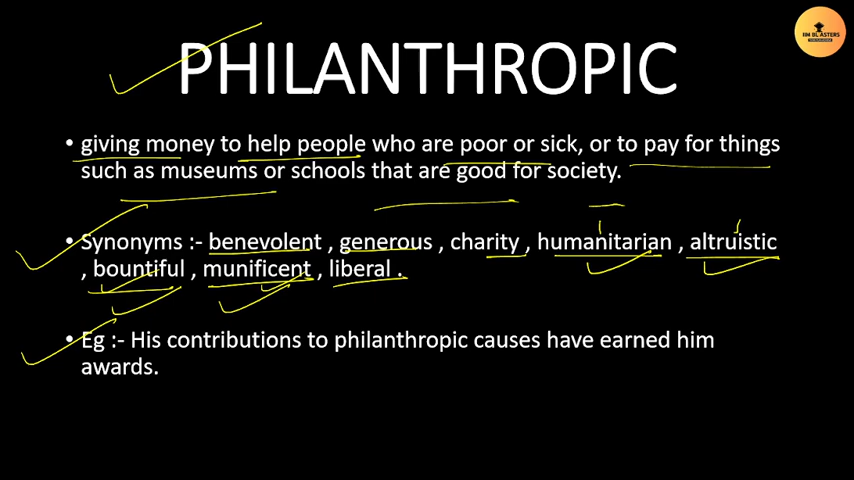 IIM BLASTERS
PHILANTHROPIC
• giving money to help people who are poor or sick, or to pay for things
such as museums or schools that are good for society.
• Synonyms :- benevolent , generous , charity , humanitarian , altruistic
, bountiful , munificent , liberal .
• Eg :- His contributions to philanthropic causes have earned him
awards.